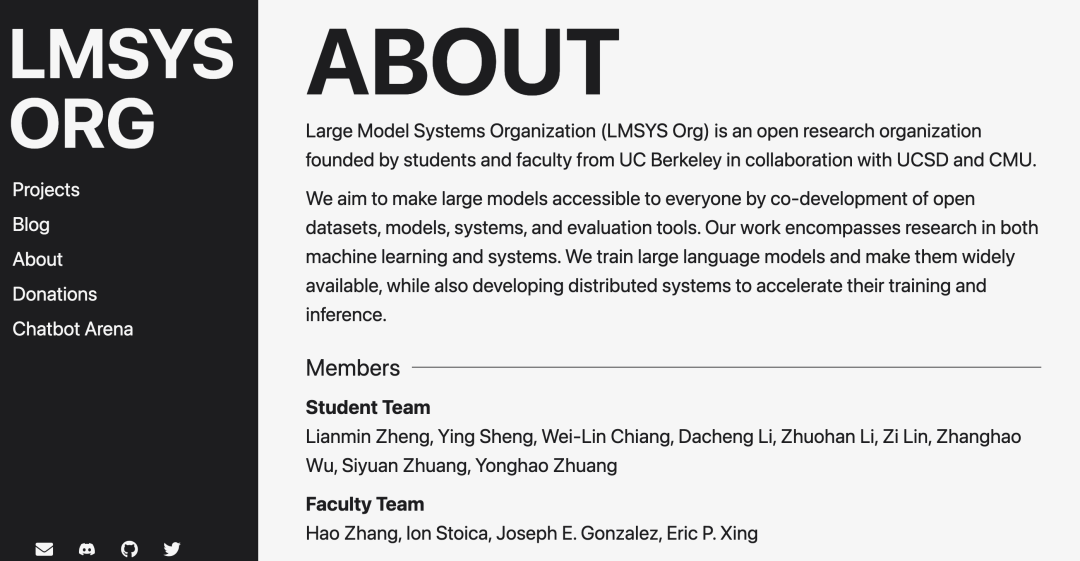 LMSYS
ORG
Projects
Blog
About
Donations
Chatbot Arena
ABOUT
Large Model Systems Organization (LMSYS Org) is an open research organization
founded by students and faculty from UC Berkeley in collaboration with UCSD and CMU.
We aim to make large models accessible to everyone by co-development of open
datasets, models, systems, and evaluation tools. Our work encompasses research in both
machine learning and systems. We train large language models and make them widely
available, while also developing distributed systems to accelerate their training and
inference.
Members
Student Team
Lianmin Zheng, Ying Sheng, Wei-Lin Chiang, Dacheng Li, Zhuohan Li, Zi Lin, Zhanghao
Wu, Siyuan Zhuang, Yonghao Zhuang
Faculty Team
Hao Zhang, Ion Stoica, Joseph E. Gonzalez, Eric P. Xing